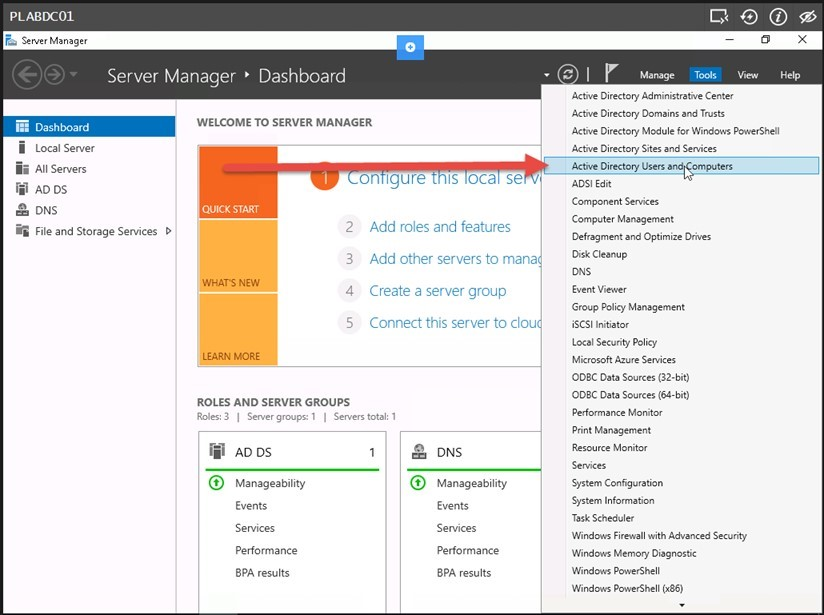 PLABDC01
Server Manager
Server Manager ‣ Dashboard
Manage Tools View Help
Dashboard
Local Server
All Servers
AD DS
DNS
File and Storage Services
WELCOME TO SERVER MANAGER
QUICK START
WHAT'S NEW
LEARN MORE
1 Configure this local serv
2 Add roles and features
3 Add other servers to manag
4 Create a server group
5 Connect this server to clou
ROLES AND SERVER GROUPS
Roles: 3 | Server groups: 1 | Servers total: 1
AD DS 1
Manageability
Events
Services
Performance
BPA results
DNS
Manageability
Events
Services
Performance
BPA results
Active Directory Administrative Center
Active Directory Domains and Trusts
Active Directory Module for Windows PowerShell
Active Directory Sites and Services
Active Directory Users and Computers
ADSI Edit
Component Services
Computer Management
Defragment and Optimize Drives
Disk Cleanup
DNS
Event Viewer
Group Policy Management
iSCSI Initiator
Local Security Policy
Microsoft Azure Services
ODBC Data Sources (32-bit)
ODBC Data Sources (64-bit)
Performance Monitor
Print Management
Resource Monitor
Services
System Configuration
System Information
Task Scheduler
Windows Firewall with Advanced Security
Windows Memory Diagnostic
Windows PowerShell
Windows PowerShell (x86)